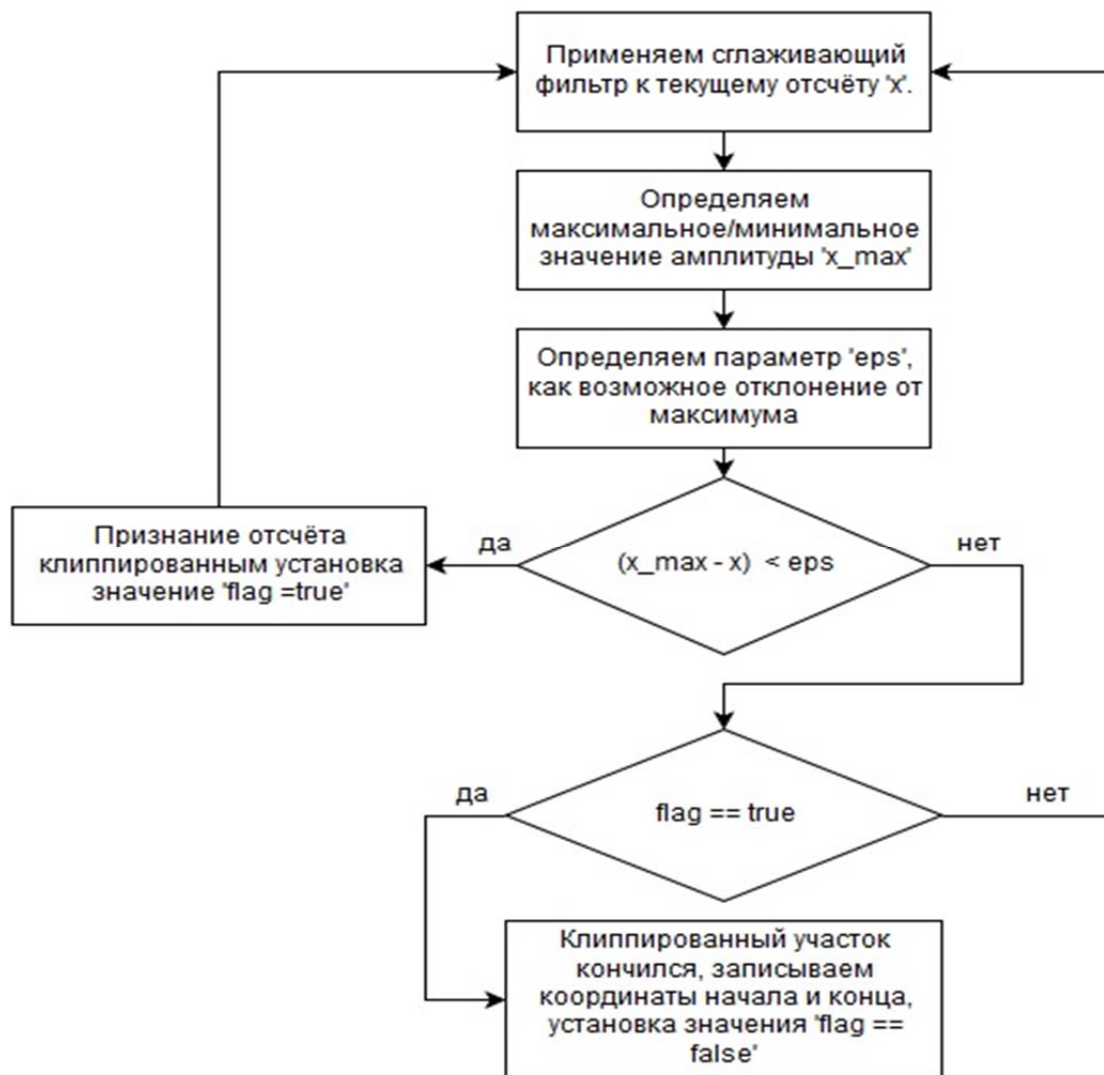 Применяем сглаживающий
фильтр к текущему отсчёту 'x'.
Определяем
максимальное/минимальное
значение амплитуды 'x_max'
Определяем параметр 'eps',
как возможное отклонение от
максимума
Признание отсчёта
клиппированным установка
значение 'flag =true'
да
(x_max - x) < eps
нет
да
flag == true
нет
Клиппированный участок
кончился, записываем
координаты начала и конца,
установка значения 'flag ==
false'